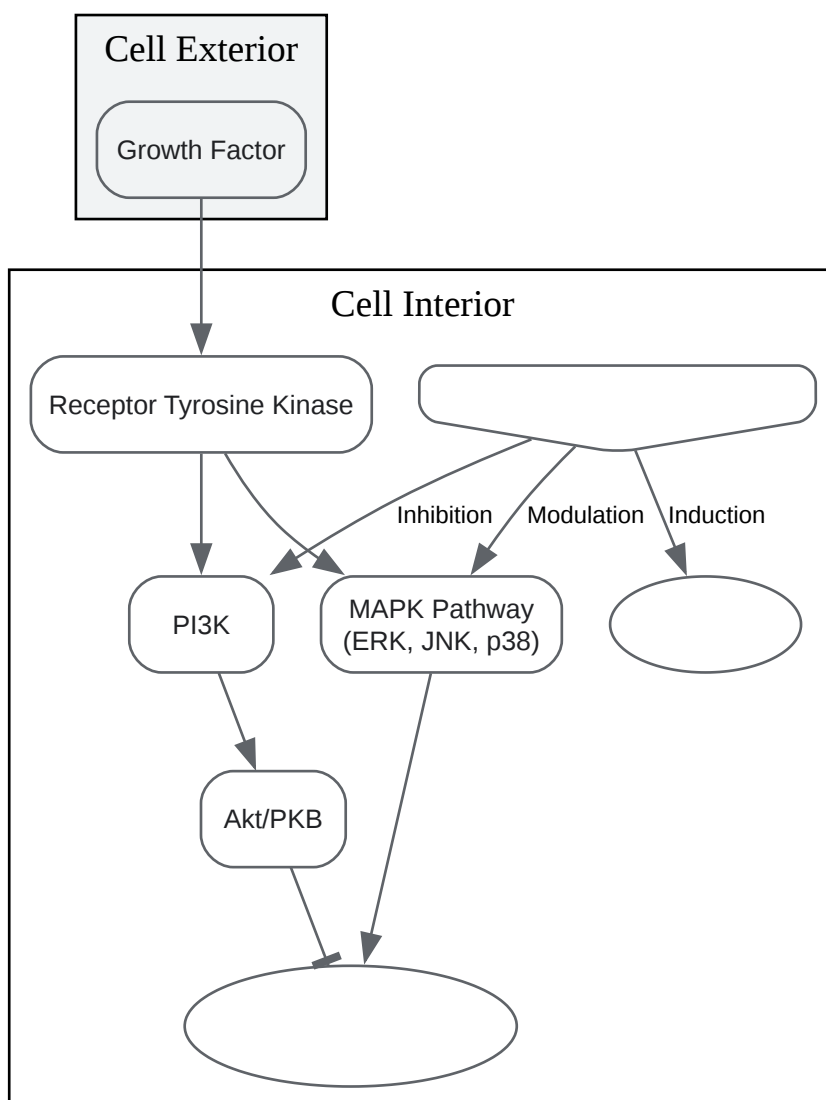 Cell Exterior
Growth Factor
Cell Interior
Receptor Tyrosine Kinase
Inhibition
Modulation
Induction
PI3K
MAPK Pathway
(ERK, JNK, p38)
Akt/PKB